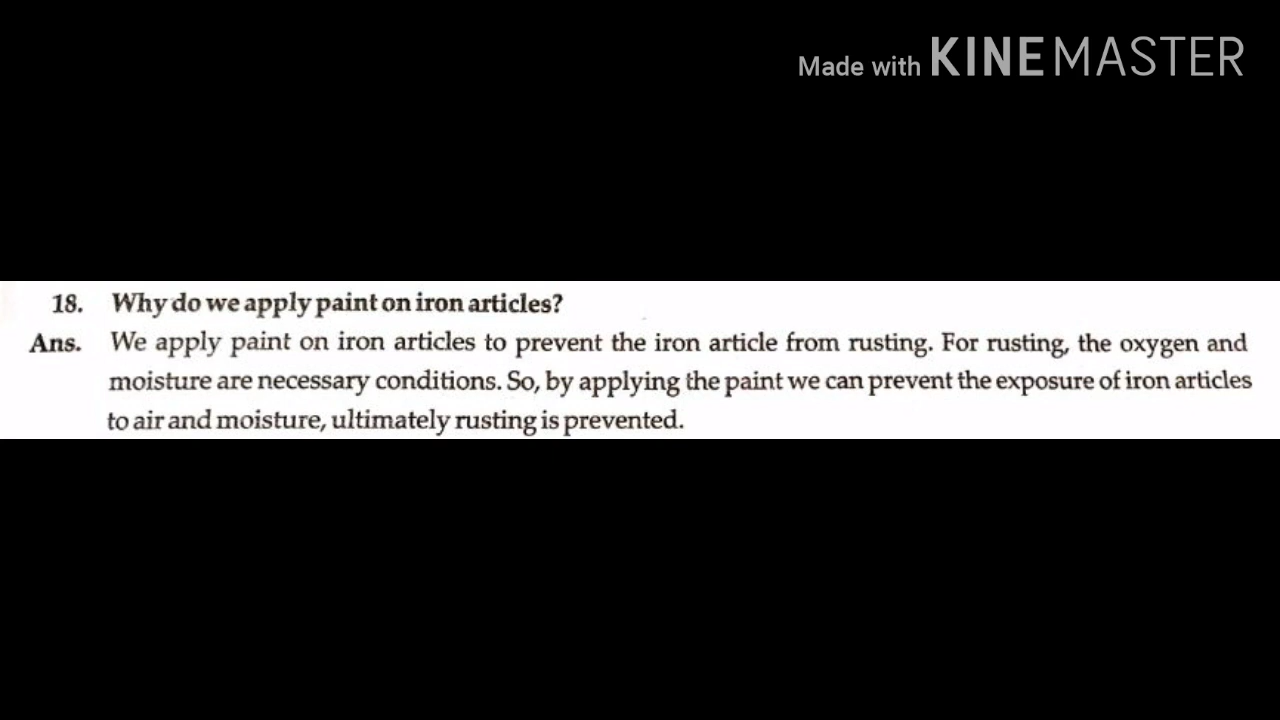 Made with KINEMASTER
18. Why do we apply paint on iron articles?
Ans. We apply paint on iron articles to prevent the iron article from rusting. For rusting, the oxygen and
moisture are necessary conditions. So, by applying the paint we can prevent the exposure of iron articles
to air and moisture, ultimately rusting is prevented.